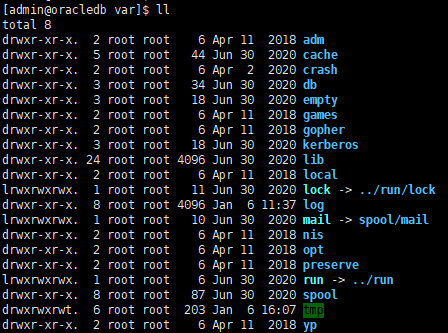 [admin@oracledb var]$ ll
total 8
drwxr-xr-x.  2 root root    6 Apr 11  2018 adm
drwxr-xr-x.  5 root root   44 Jun 30  2020 cache
drwxr-xr-x.  2 root root    6 Apr  2  2020 crash
drwxr-xr-x.  3 root root   34 Jun 30  2020 db
drwxr-xr-x.  3 root root   18 Jun 30  2020 empty
drwxr-xr-x.  2 root root    6 Apr 11  2018 games
drwxr-xr-x.  2 root root    6 Apr 11  2018 gopher
drwxr-xr-x.  3 root root   18 Jun 30  2020 kerberos
drwxr-xr-x. 24 root root 4096 Jun 30  2020 lib
drwxr-xr-x.  2 root root    6 Apr 11  2018 local
lrwxrwxrwx.  1 root root   11 Jun 30  2020 lock -> ../run/lock
drwxr-xr-x.  8 root root 4096 Jan  6 11:37 log
lrwxrwxrwx.  1 root root   10 Jun 30  2020 mail -> spool/mail
drwxr-xr-x.  2 root root    6 Apr 11  2018 nis
drwxr-xr-x.  2 root root    6 Apr 11  2018 opt
drwxr-xr-x.  2 root root    6 Apr 11  2018 preserve
lrwxrwxrwx.  1 root root    6 Jun 30  2020 run -> ../run
drwxr-xr-x.  8 root root   87 Jun 30  2020 spool
drwxrwxrwt.  6 root root  203 Jan  6 16:07 tmp
drwxr-xr-x.  2 root root    6 Apr 11  2018 yp